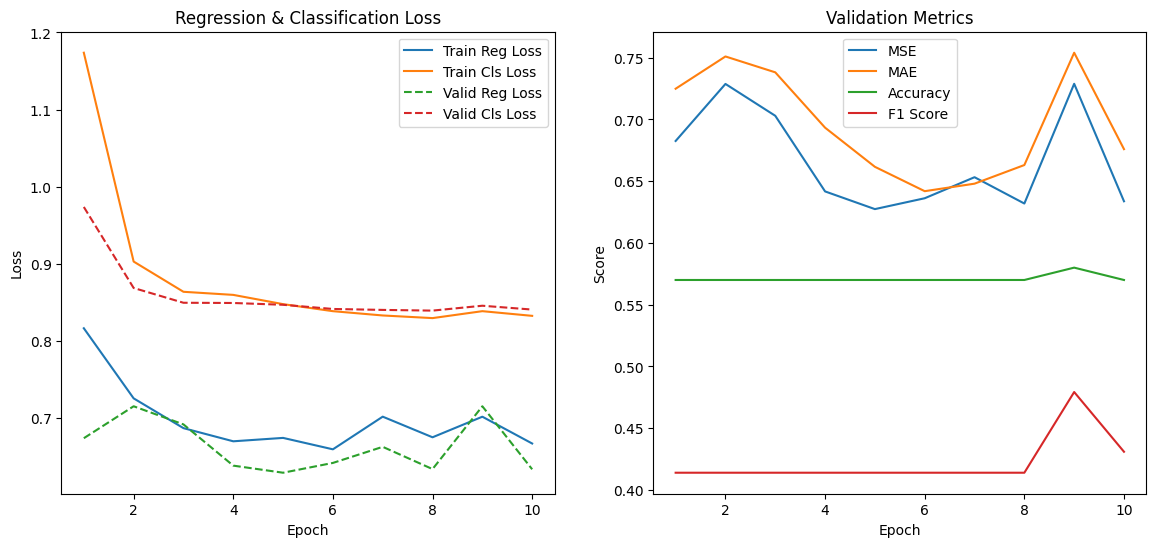 Regression & Classification Loss
1.2
1.1
1.0
0.9
0.8
0.7
Loss
2
4
6
8
10
Epoch
Train Reg Loss
Train Cls Loss
Valid Reg Loss
Valid Cls Loss
Validation Metrics
0.75
0.70
0.65
0.60
0.55
0.50
0.45
0.40
Score
2
4
6
8
10
Epoch
MSE
MAE
Accuracy
F1 Score